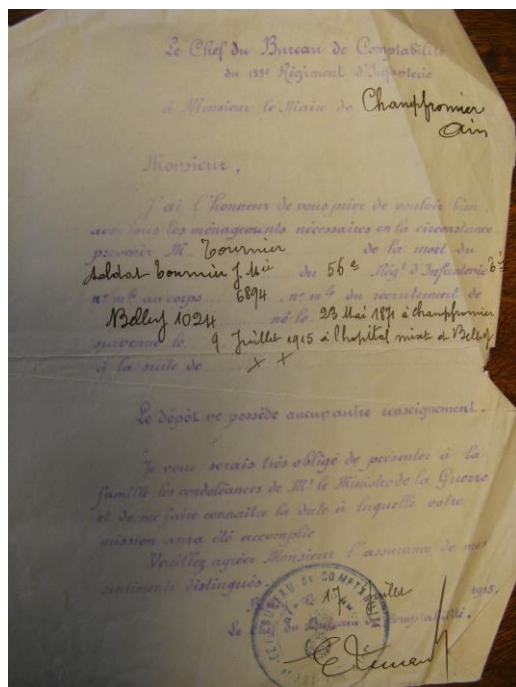 Le Chef du Bureau de Comptabilité
du 133e Régiment d'Infanterie
à Monsieur le Maire de Champfromier
Ain
Monsieur,
J'ai l'honneur de vous prier de vouloir bien
avec tous les ménagements nécessaires en la circonstance
prévenir M. Tournier de la mort du
soldat Tournier J. Mie du 56e Régt d'Infanterie
no mle au corps 6894 no mle du recrutement de
Belley 1024 né le 23 Mai 1871 à champfromier
survenue le 9 Juillet 1915 à l'hopital mixte d Belley
à la suite de x x
Le dépôt ne possède aucun autre renseignement.
Je vous serais très obligé de présenter à la
famille les condoléances de Mr le Ministre de la Guerre
et de me faire connaître la date à laquelle votre
mission aura été accomplie
Veuillez agréer Monsieur l'assurance de mes
sentiments distingués.
17 Juillet 1915.
Le Chef du Bureau de Comptabilité.
BUREAU DE COMPTABILITÉ